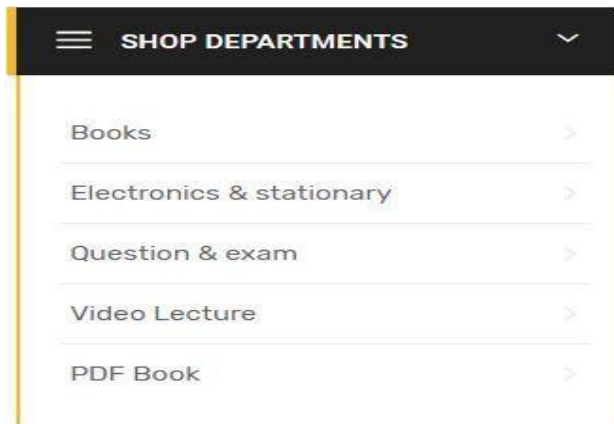 SHOP DEPARTMENTS
Books
Electronics & stationary
Question & exam
Video Lecture
PDF Book